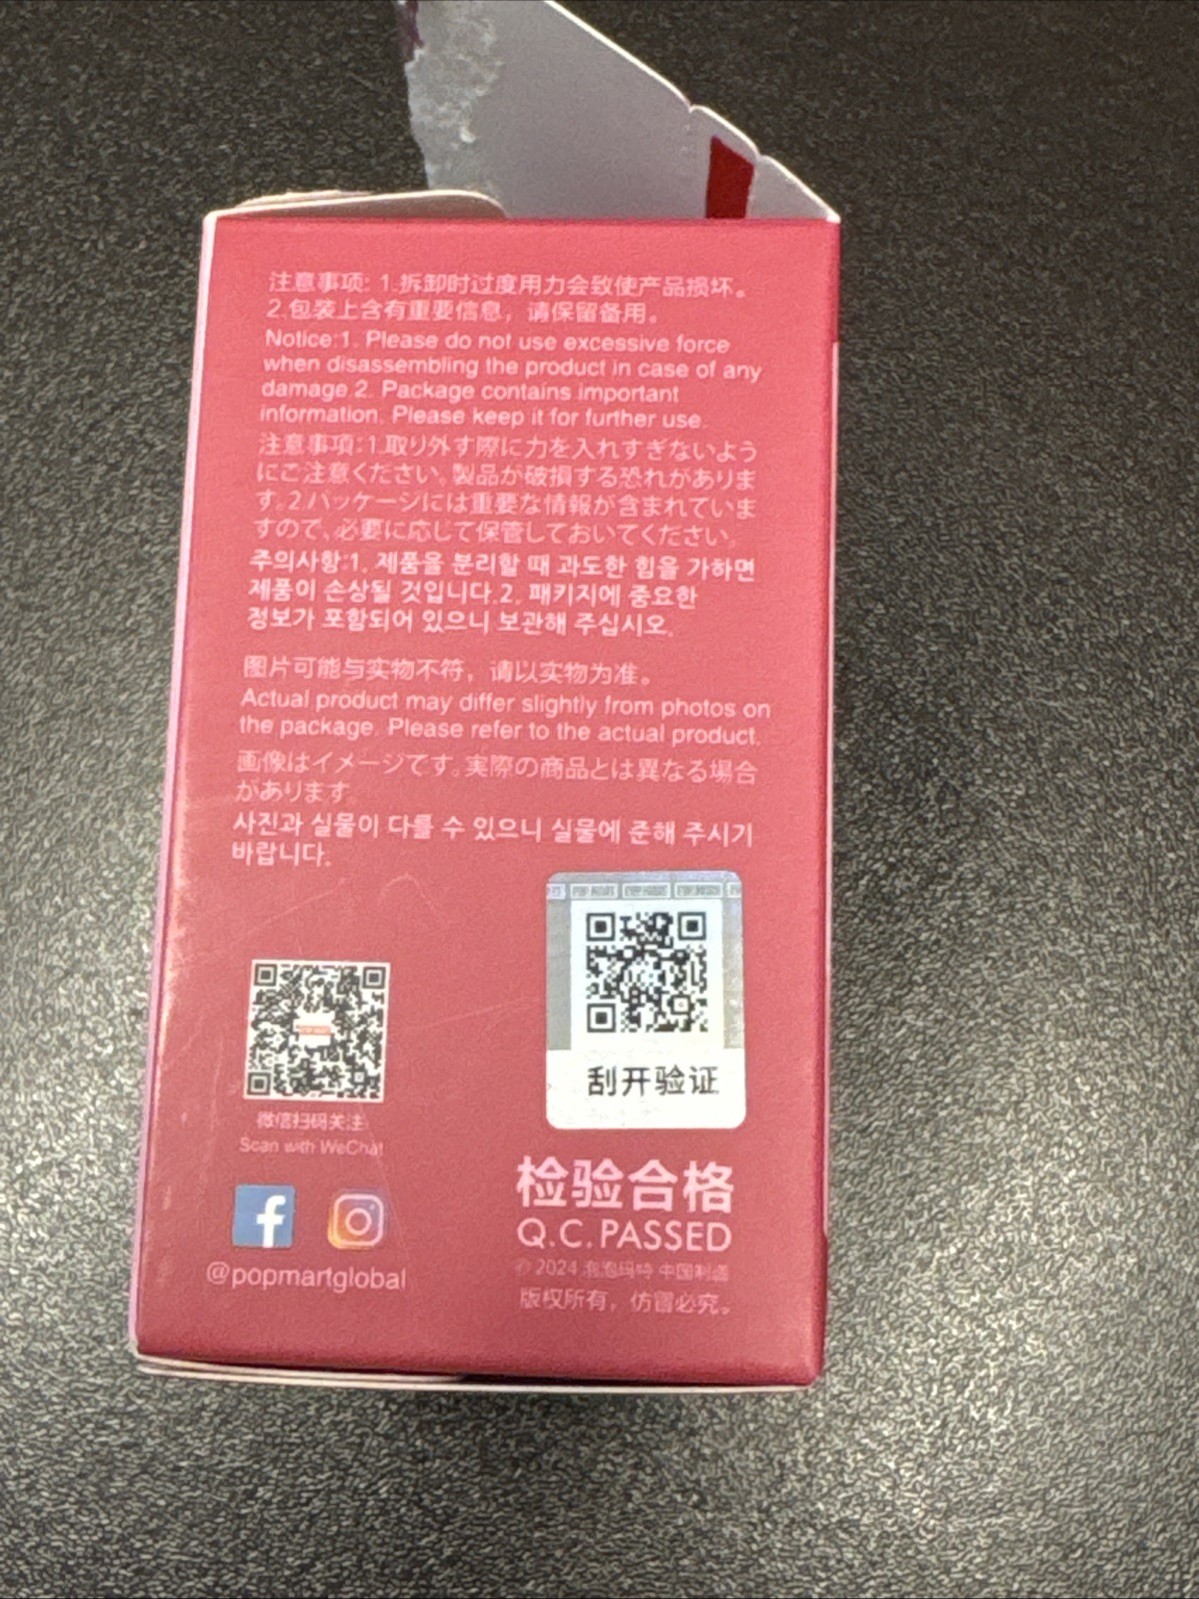 注意事项: 1.拆卸时过度用力会致使产品损坏。
2.包装上含有重要信息，请保留备用。
Notice:1. Please do not use excessive force
when disassembling the product in case of any
damage 2. Package contains important
information. Please keep it for further use.
注意事項:1.取り外す際に力を入れすぎないよう
にご注意ください。製品が破損する恐れがありま
す。2.パッケージには重要な情報が含まれていま
すので、必要に応じて保管しておいてください。
주의사항:1. 제품을 분리할 때 과도한 힘을 가하면
제품이 손상될 것입니다.2. 패키지에 중요한
정보가 포함되어 있으니 보관해 주십시오.
图片可能与实物不符，请以实物为准。
Actual product may differ slightly from photos on
the package. Please refer to the actual product.
画像はイメージです。実際の商品とは異なる場合
があります。
사진과 실물이 다를 수 있으니 실물에 준해 주시기
바랍니다.
刮开验证
微信扫码关注
Scan with WeChat
检验合格
Q.C.PASSED
@popmartglobal
© 2024 泡泡玛特 中国制造
版权所有，仿冒必究。